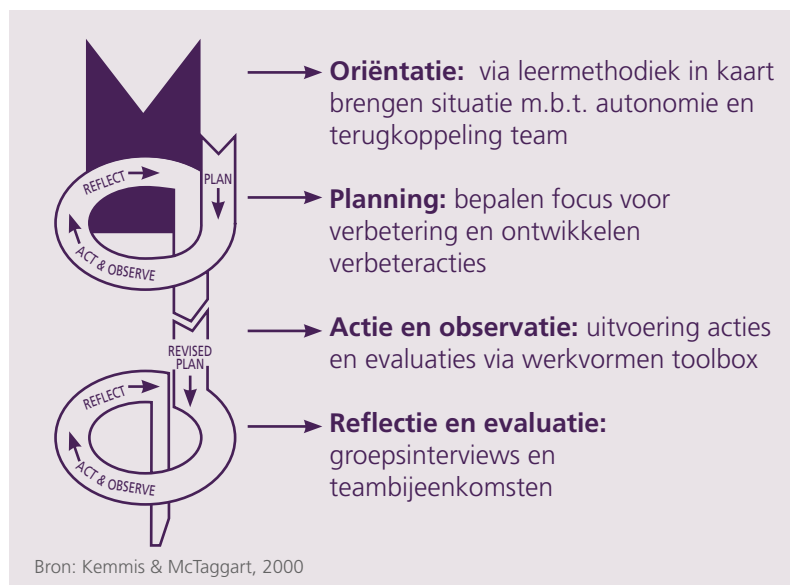 Oriëntatie: via leermethodiek in kaart
brengen situatie m.b.t. autonomie en
terugkoppeling team
REFLECT
PLAN
ACT & OBSERVE
Planning: bepalen focus voor
verbetering en ontwikkelen
verbeteracties
Actie en observatie: uitvoering acties
en evaluaties via werkvormen toolbox
REVISED
PLAN
REFLECT
ACT & OBSERVE
Reflectie en evaluatie:
groepsinterviews en
teambijeenkomsten
Bron: Kemmis & McTaggart, 2000